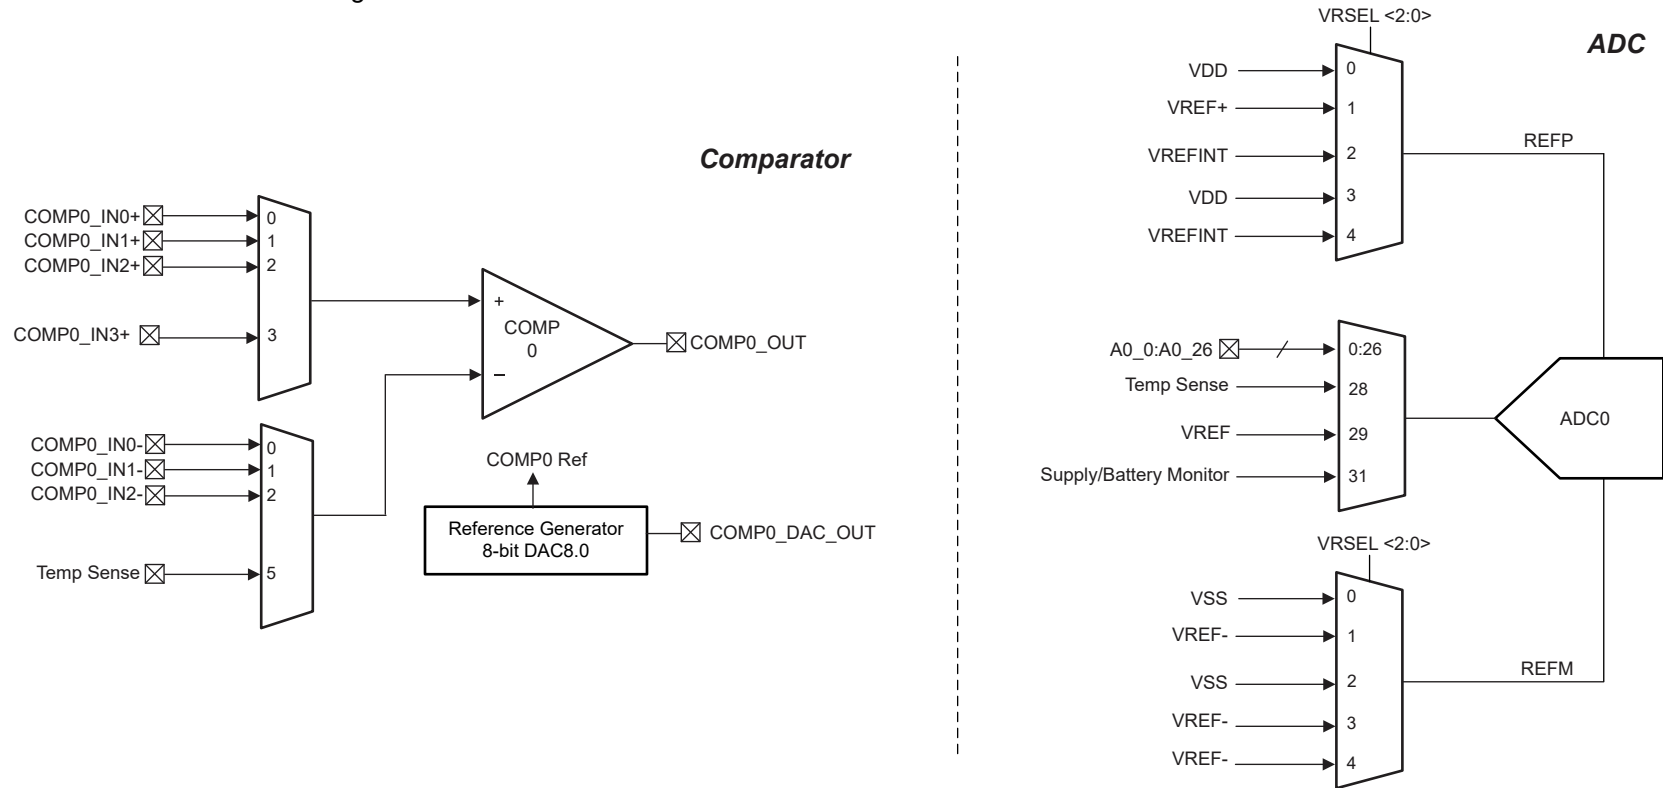 Comparator
COMP0_IN0+
0
COMP0_IN1+
1
COMP0_IN2+
2
COMP0_IN3+
3
+
COMP
0
–
COMP0_OUT
COMP0_IN0-
0
COMP0_IN1-
1
COMP0_IN2-
2
Temp Sense
5
COMP0 Ref
Reference Generator
8-bit DAC8.0
COMP0_DAC_OUT
ADC
VRSEL <2:0>
VDD
0
VREF+
1
VREFINT
2
VDD
3
VREFINT
4
REFP
A0_0:A0_26
0:26
Temp Sense
28
VREF
29
Supply/Battery Monitor
31
ADC0
VRSEL <2:0>
VSS
0
VREF-
1
VSS
2
VREF-
3
VREF-
4
REFM